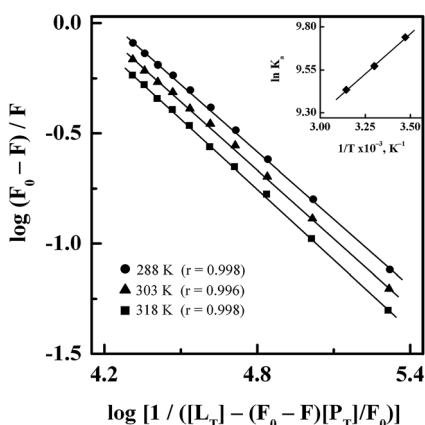 log (F₀ – F) / F
0.0
-0.5
-1.0
-1.5
4.2
4.8
5.4
log [1 / ([L_T] – (F₀ – F)[P_T]/F₀)]
● 288 K (r = 0.998)
▲ 303 K (r = 0.996)
■ 318 K (r = 0.998)
ln Kₐ
9.80
9.55
9.30
3.00
3.25
3.50
1/T x10⁻³, K⁻¹